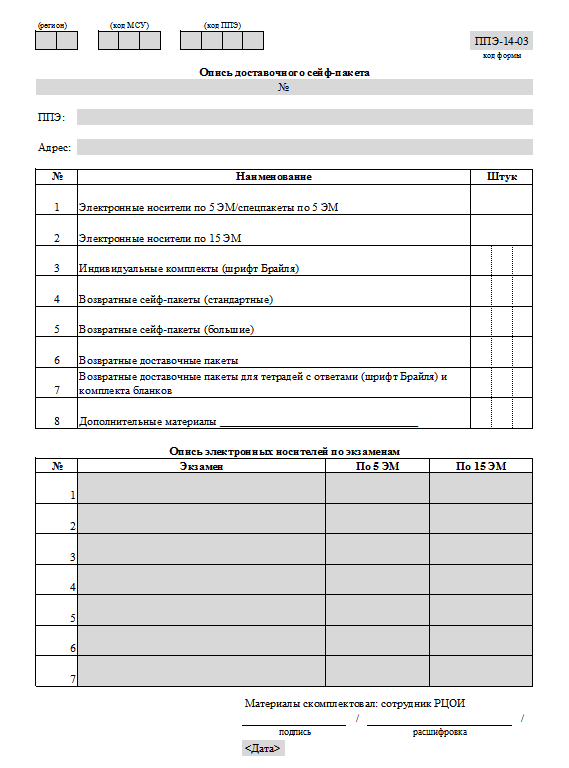 (регион) (код МСУ) (код ППЭ)
ППЭ-14-03
код формы
Опись доставочного сейф-пакета
№
ППЭ:
Адрес:
№ Наименование Штук
1 Электронные носители по 5 ЭМ/спецпакеты по 5 ЭМ
2 Электронные носители по 15 ЭМ
3 Индивидуальные комплекты (шрифт Брайля)
4 Возвратные сейф-пакеты (стандартные)
5 Возвратные сейф-пакеты (большие)
6 Возвратные доставочные пакеты
Возвратные доставочные пакеты для тетрадей с ответами (шрифт Брайля) и
7 комплекта бланков
8 Дополнительные материалы ____________________
Опись электронных носителей по экзаменам
№ Экзамен По 5 ЭМ По 15 ЭМ
1
2
3
4
5
6
7
Материалы скомплектовал: сотрудник РЦОИ
/ /
подпись расшифровка
<Дата>